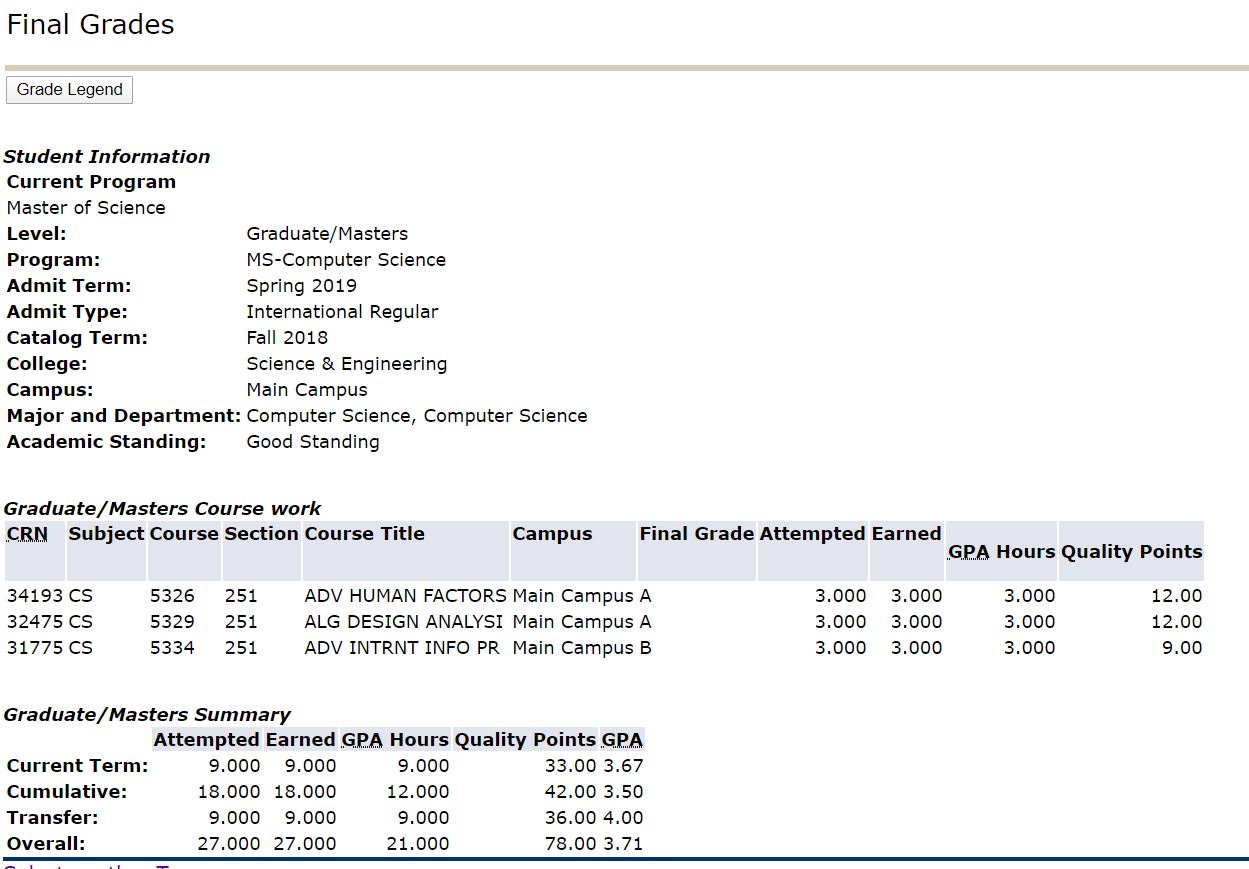 Final Grades
Grade Legend
Student Information
Current Program
Master of Science
Level: Graduate/Masters
Program: MS-Computer Science
Admit Term: Spring 2019
Admit Type: International Regular
Catalog Term: Fall 2018
College: Science & Engineering
Campus: Main Campus
Major and Department: Computer Science, Computer Science
Academic Standing: Good Standing
Graduate/Masters Course work
CRN Subject Course Section Course Title Campus Final Grade Attempted Earned GPA Hours Quality Points
34193 CS 5326 251 ADV HUMAN FACTORS Main Campus A 3.000 3.000 3.000 12.00
32475 CS 5329 251 ALG DESIGN ANALYSI Main Campus A 3.000 3.000 3.000 12.00
31775 CS 5334 251 ADV INTRNT INFO PR Main Campus B 3.000 3.000 3.000 9.00
Graduate/Masters Summary
Attempted Earned GPA Hours Quality Points GPA
Current Term: 9.000 9.000 9.000 33.00 3.67
Cumulative: 18.000 18.000 12.000 42.00 3.50
Transfer: 9.000 9.000 9.000 36.00 4.00
Overall: 27.000 27.000 21.000 78.00 3.71